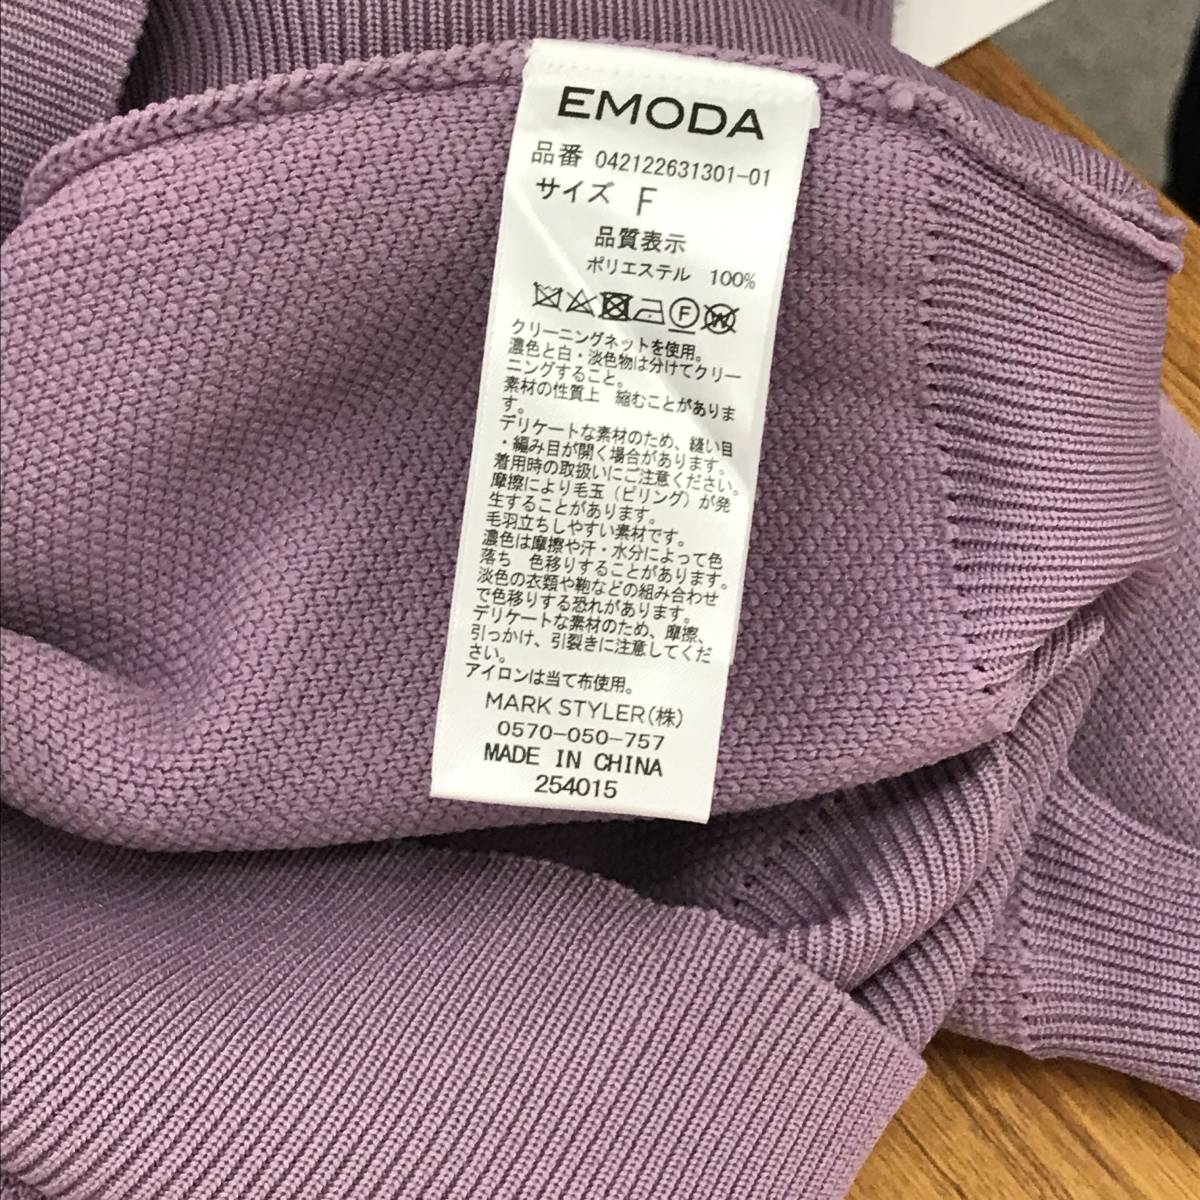 EMODA
品番 042122631301-01
サイズ F
品質表示
ポリエステル 100%
F W
クリーニングネットを使用。
濃色と白・淡色物は分けてクリー
ニングすること。
素材の性質上 縮むことがありま
す。
デリケートな素材のため、縫い目
・編み目が開く場合があります。
着用時の取扱いにご注意ください。
摩擦により毛玉（ピリング）が発
生することがあります。
毛羽立ちしやすい素材です。
濃色は摩擦や汗・水分によって色
落ち 色移りすることがあります。
淡色の衣類や鞄などの組み合わせ
で色移りする恐れがあります。
デリケートな素材のため、摩擦、
引っかけ、引裂きに注意してくだ
さい。
アイロンは当て布使用。
MARK STYLER(株)
0570-050-757
MADE IN CHINA
254015